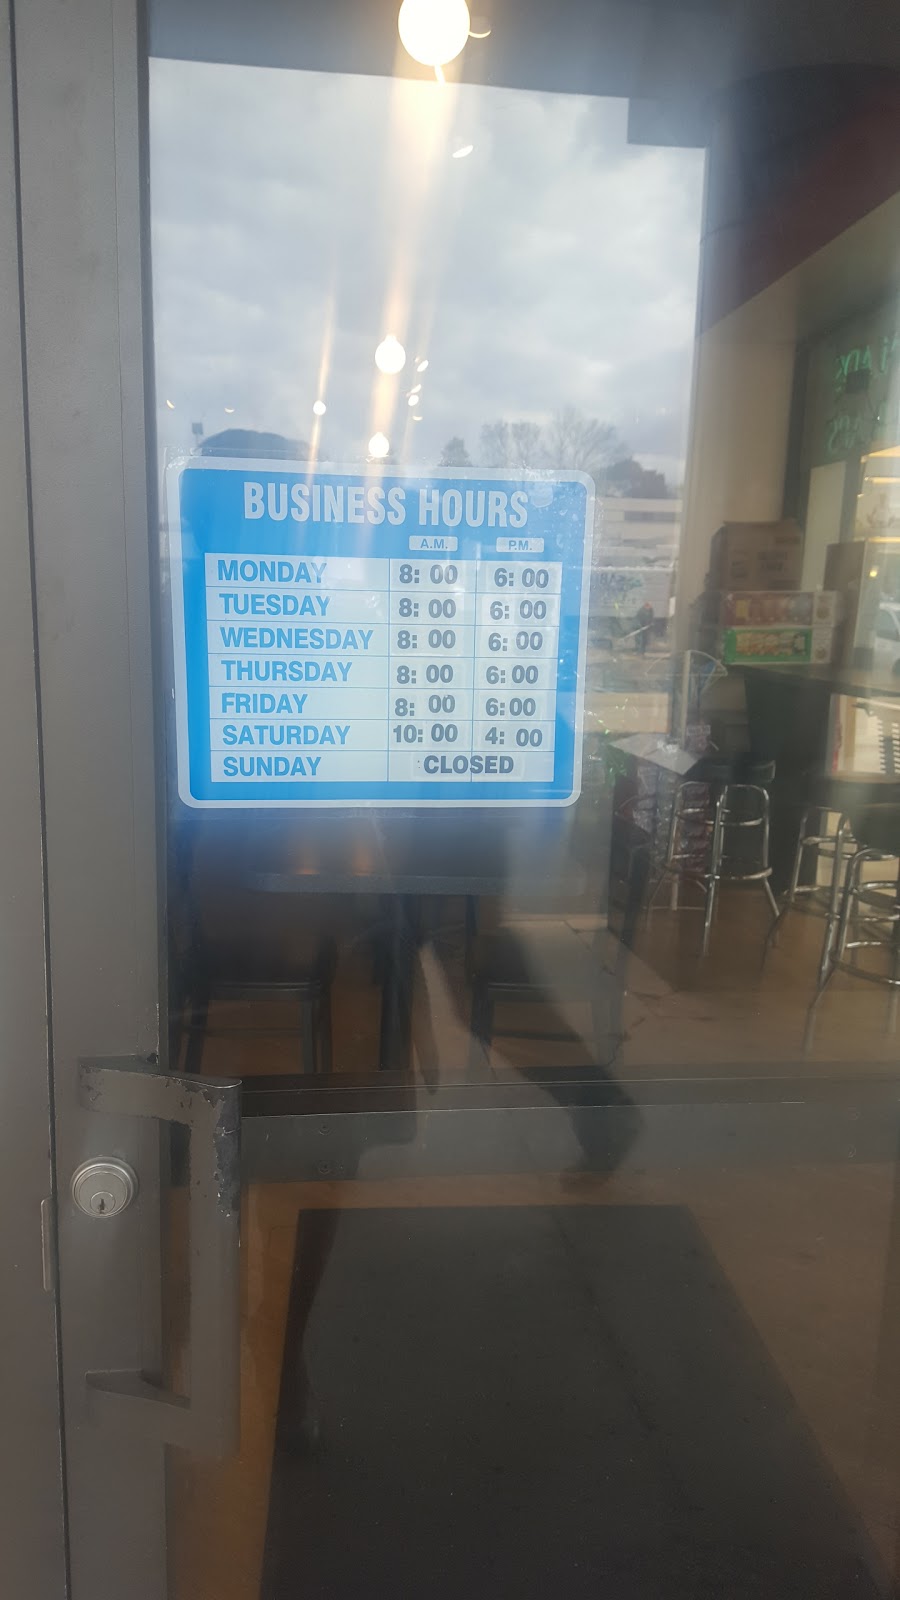 BUSINESS HOURS
A.M. P.M.
MONDAY 8: 00 6: 00
TUESDAY 8: 00 6: 00
WEDNESDAY 8: 00 6: 00
THURSDAY 8: 00 6: 00
FRIDAY 8: 00 6: 00
SATURDAY 10: 00 4: 00
SUNDAY CLOSED